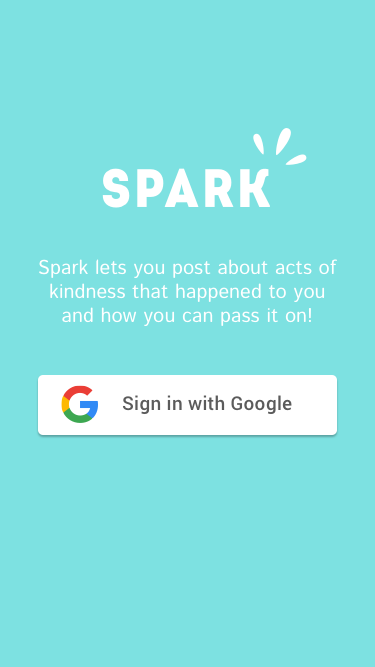 SPARK
Spark lets you post about acts of
kindness that happened to you
and how you can pass it on!
Sign in with Google